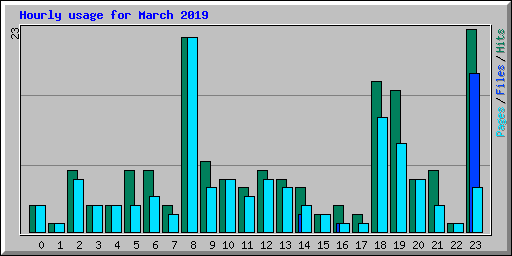 Hourly usage for March 2019
23
Pages/Files/Hits
0 1 2 3 4 5 6 7 8 9 10 11 12 13 14 15 16 17 18 19 20 21 22 23